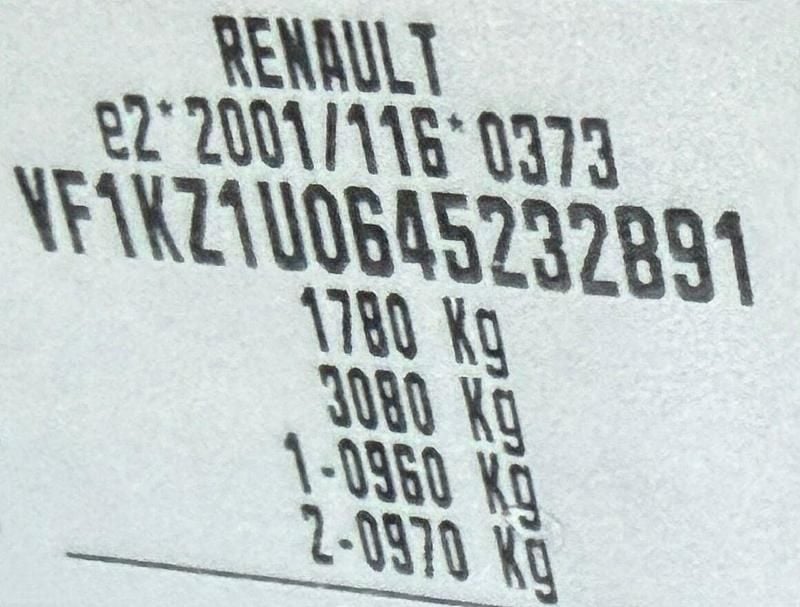 RENAULT
e2*2001/116*0373
VF1KZ1U0645232891
1780 Kg
3080 Kg
1-0960 Kg
2-0970 Kg